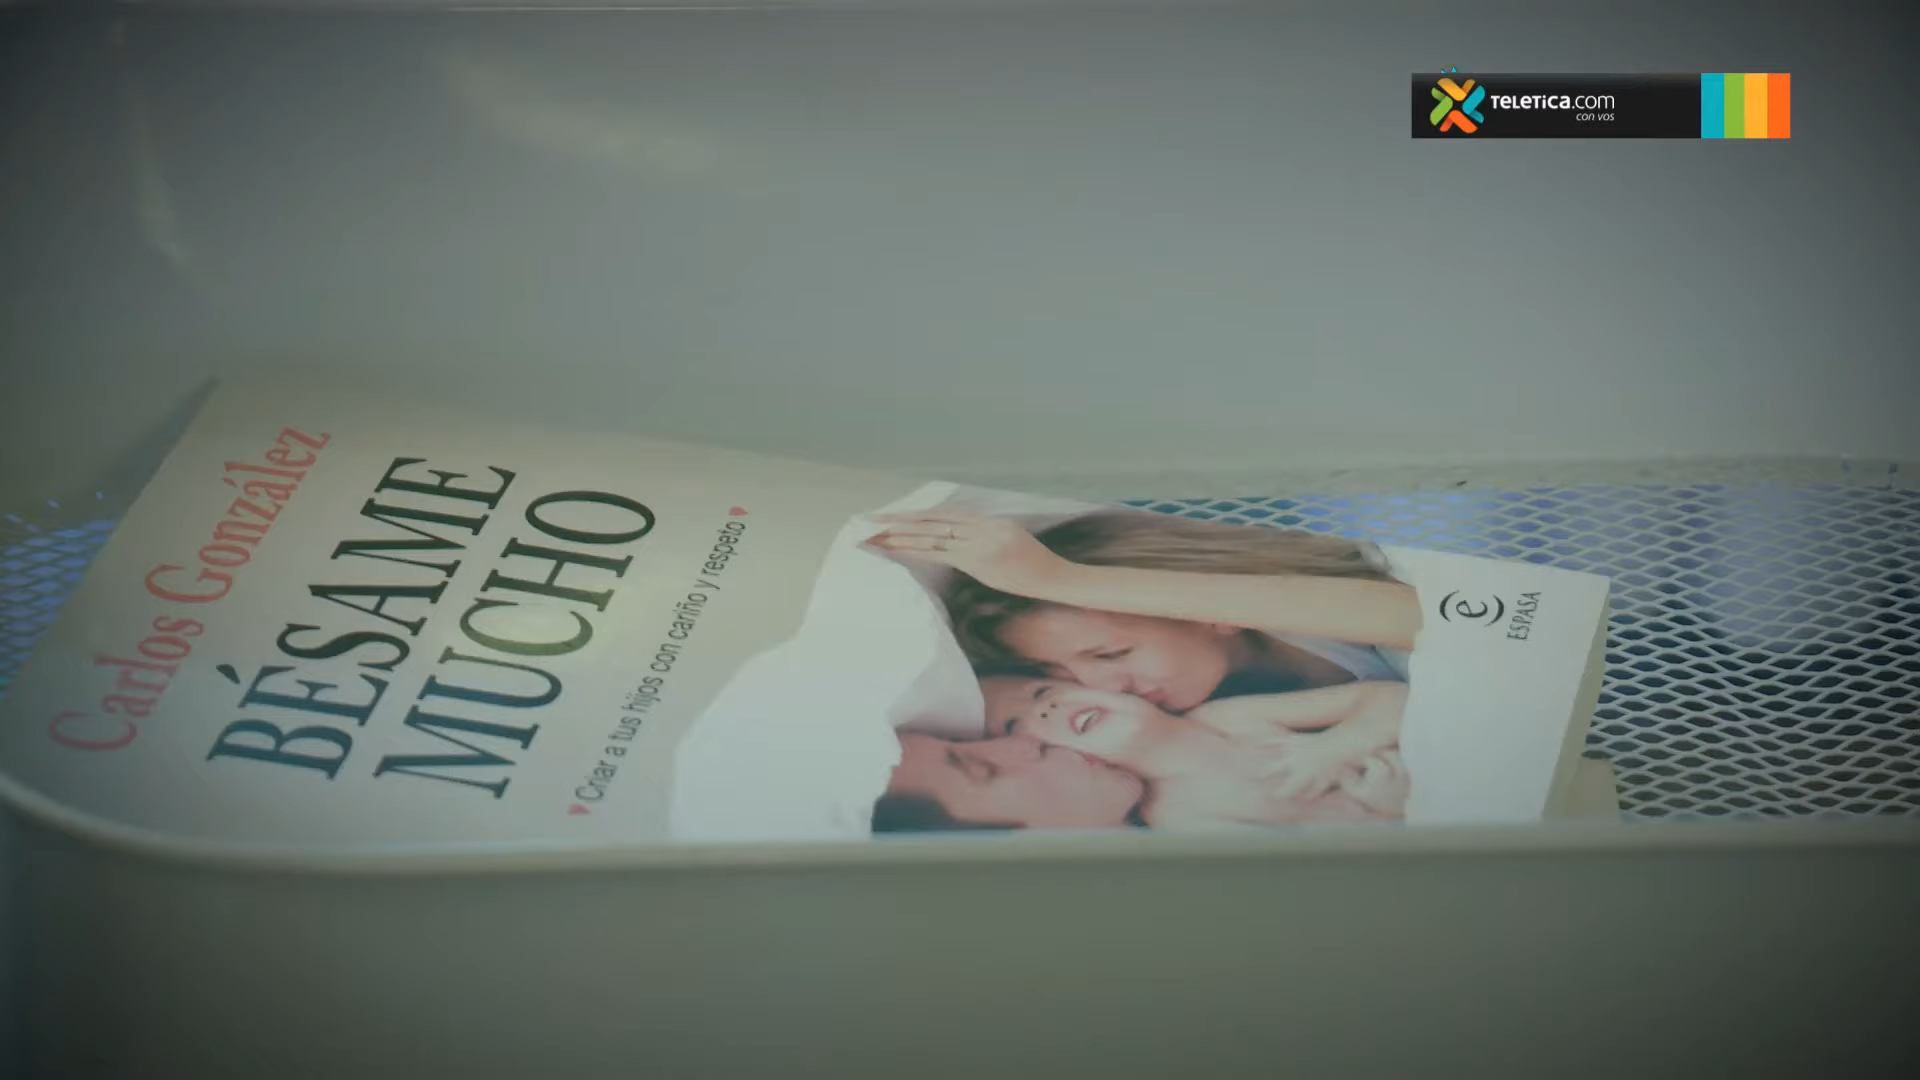 TELETICA.com
con vos
Carlos González
BÉSAME
MUCHO
Criar a tus hijos con cariño y respeto
e
ESPASA